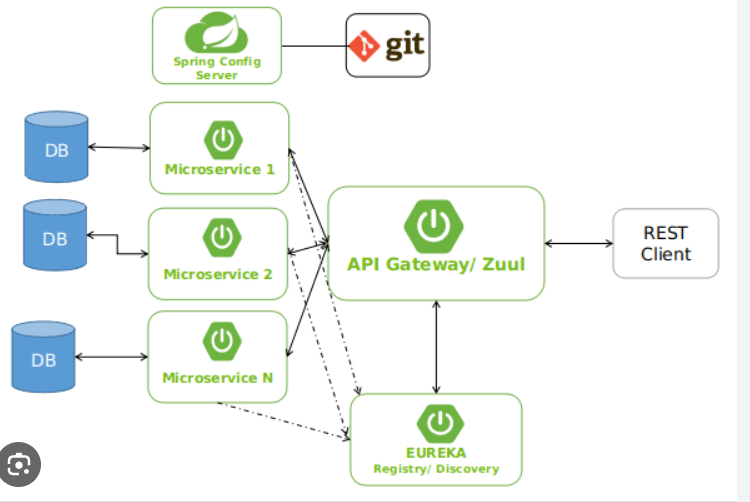 Spring Config
Server
git
DB
Microservice 1
DB
Microservice 2
DB
Microservice N
API Gateway/ Zuul
REST
Client
EUREKA
Registry/ Discovery